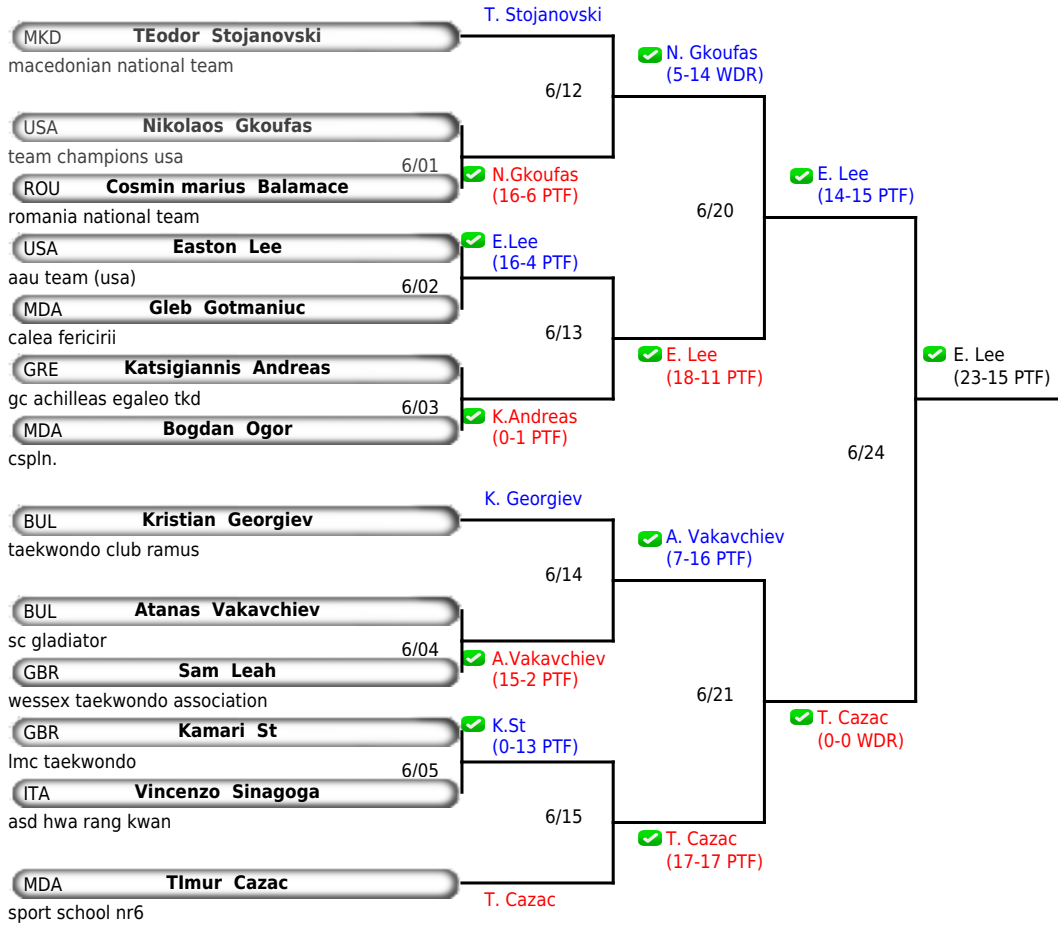 T. Stojanovski
MKD TEodor Stojanovski
macedonian national team
N. Gkoufas
(5-14 WDR)
6/12
USA Nikolaos Gkoufas
team champions usa
6/01
ROU Cosmin marius Balamace
romania national team
N.Gkoufas
(16-6 PTF)
E. Lee
(14-15 PTF)
6/20
USA Easton Lee
aau team (usa)
E.Lee
(16-4 PTF)
6/02
MDA Gleb Gotmaniuc
calea fericirii
6/13
E. Lee
(18-11 PTF)
E. Lee
(23-15 PTF)
GRE Katsigiannis Andreas
gc achilleas egaleo tkd
6/03
MDA Bogdan Ogor
cspln.
K.Andreas
(0-1 PTF)
6/24
K. Georgiev
BUL Kristian Georgiev
taekwondo club ramus
A. Vakavchiev
(7-16 PTF)
6/14
BUL Atanas Vakavchiev
sc gladiator
6/04
GBR Sam Leah
wessex taekwondo association
A.Vakavchiev
(15-2 PTF)
6/21
GBR Kamari St
lmc taekwondo
K.St
(0-13 PTF)
T. Cazac
(0-0 WDR)
6/05
ITA Vincenzo Sinagoga
asd hwa rang kwan
6/15
T. Cazac
(17-17 PTF)
MDA TImur Cazac
sport school nr6
T. Cazac